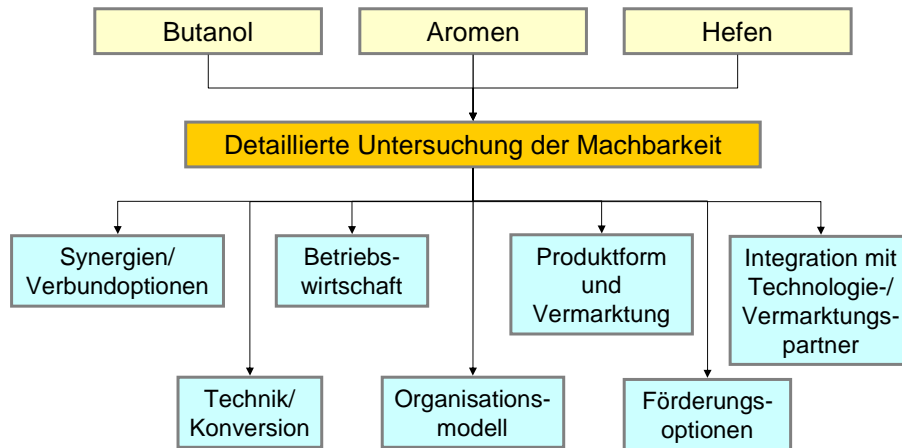 Butanol
Aromen
Hefen
Detaillierte Untersuchung der Machbarkeit
Synergien/
Verbundoptionen
Betriebs-
wirtschaft
Produktform
und
Vermarktung
Integration mit
Technologie-/
Vermarktungs-
partner
Technik/
Konversion
Organisations-
modell
Förderungs-
optionen